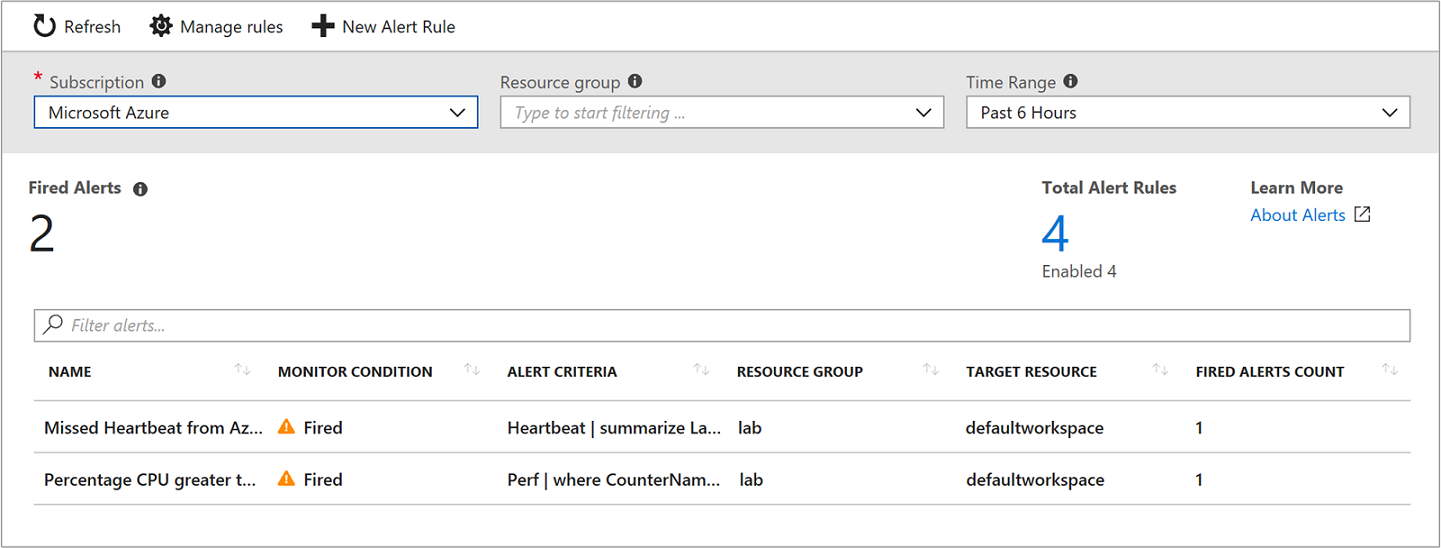 Refresh Manage rules New Alert Rule
* Subscription Resource group Time Range
Microsoft Azure Type to start filtering ... Past 6 Hours
Fired Alerts Total Alert Rules Learn More
2 4 About Alerts
Enabled 4
Filter alerts...
NAME MONITOR CONDITION ALERT CRITERIA RESOURCE GROUP TARGET RESOURCE FIRED ALERTS COUNT
Missed Heartbeat from Az... Fired Heartbeat | summarize La... lab defaultworkspace 1
Percentage CPU greater t... Fired Perf | where CounterNam... lab defaultworkspace 1